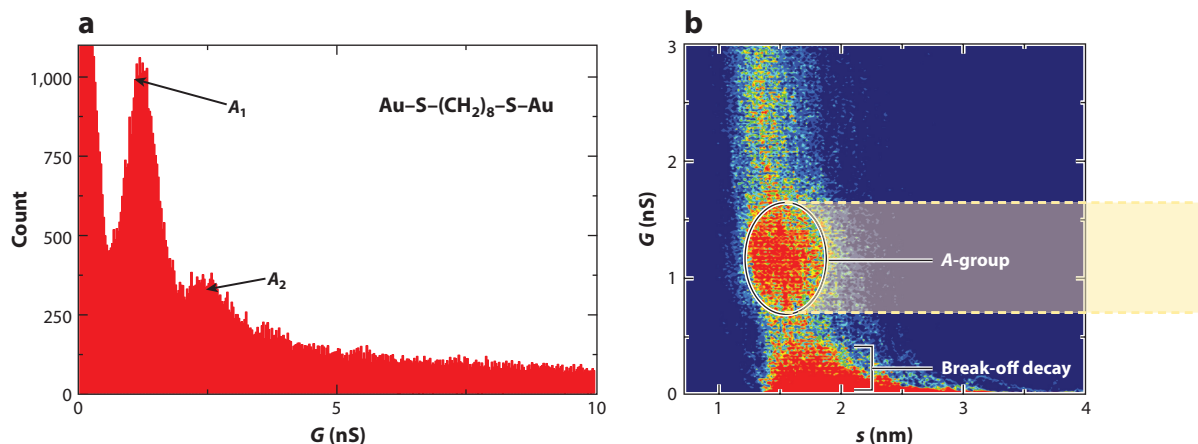 a
1,000
750
500
250
0
Count
A₁
A₂
Au–S–(CH₂)₈–S–Au
0
5
10
G (nS)
b
3
2
1
0
G (nS)
A-group
Break-off decay
1
2
3
4
s (nm)